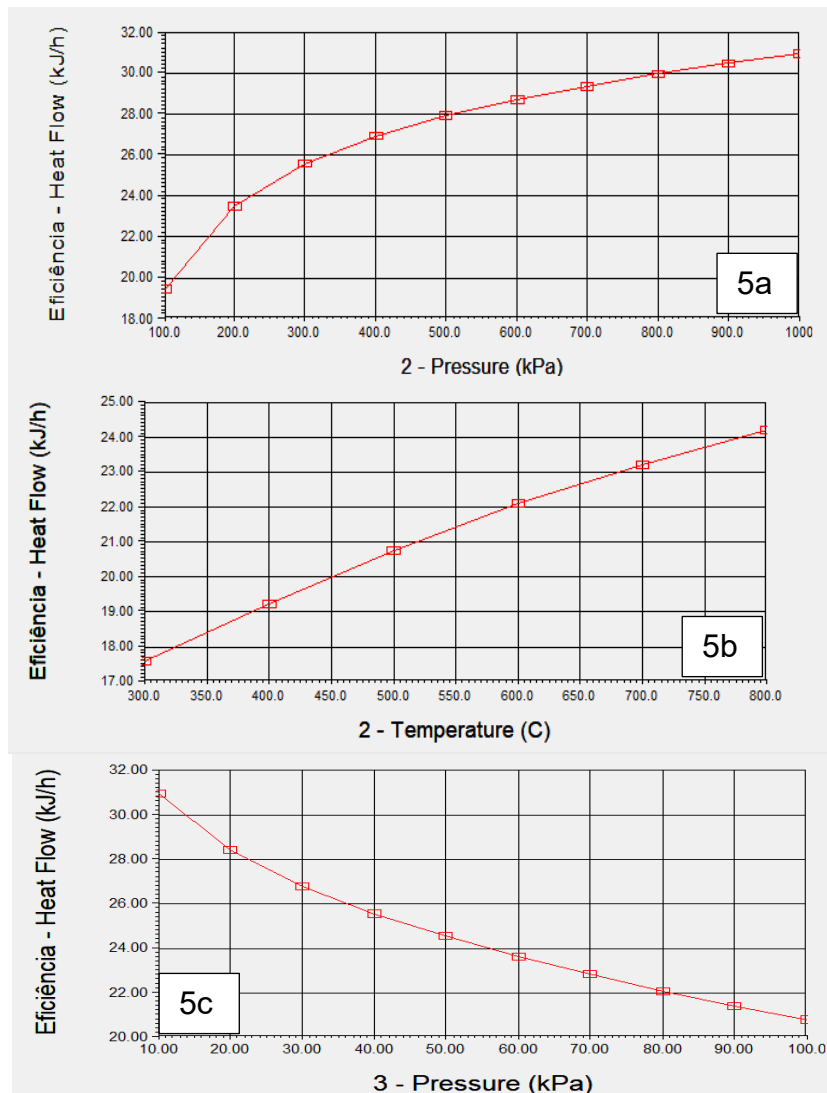 Eficiência - Heat Flow (kJ/h)
32.00
30.00
28.00
26.00
24.00
22.00
20.00
18.00
5a
100.0 200.0 300.0 400.0 500.0 600.0 700.0 800.0 900.0 1000
2 - Pressure (kPa)
Eficiência - Heat Flow (kJ/h)
25.00
24.00
23.00
22.00
21.00
20.00
19.00
18.00
17.00
5b
300.0 350.0 400.0 450.0 500.0 550.0 600.0 650.0 700.0 750.0 800.0
2 - Temperature (C)
Eficiência - Heat Flow (kJ/h)
32.00
30.00
28.00
26.00
24.00
22.00
20.00
5c
10.00 20.00 30.00 40.00 50.00 60.00 70.00 80.00 90.00 100.0
3 - Pressure (kPa)